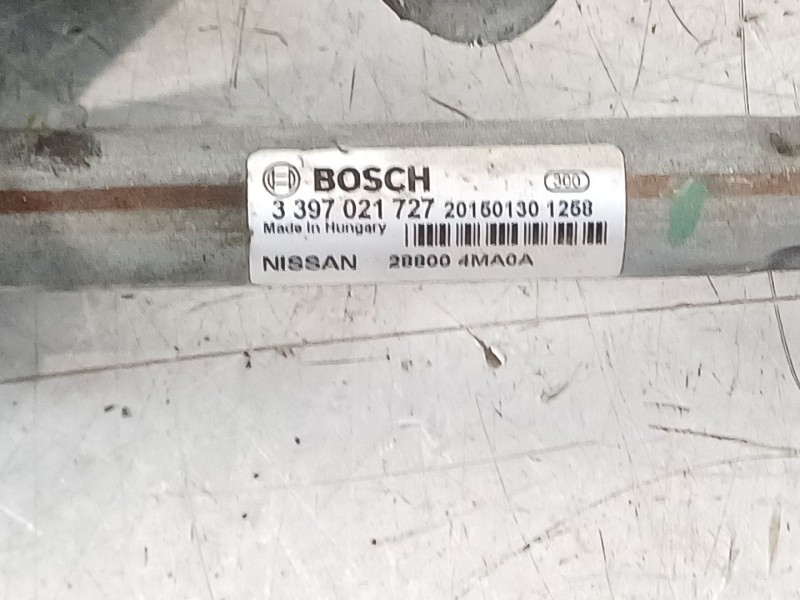 BOSCH 300
3 397 021 727 20150130 1258
Made in Hungary
NISSAN 28800 4MA0A